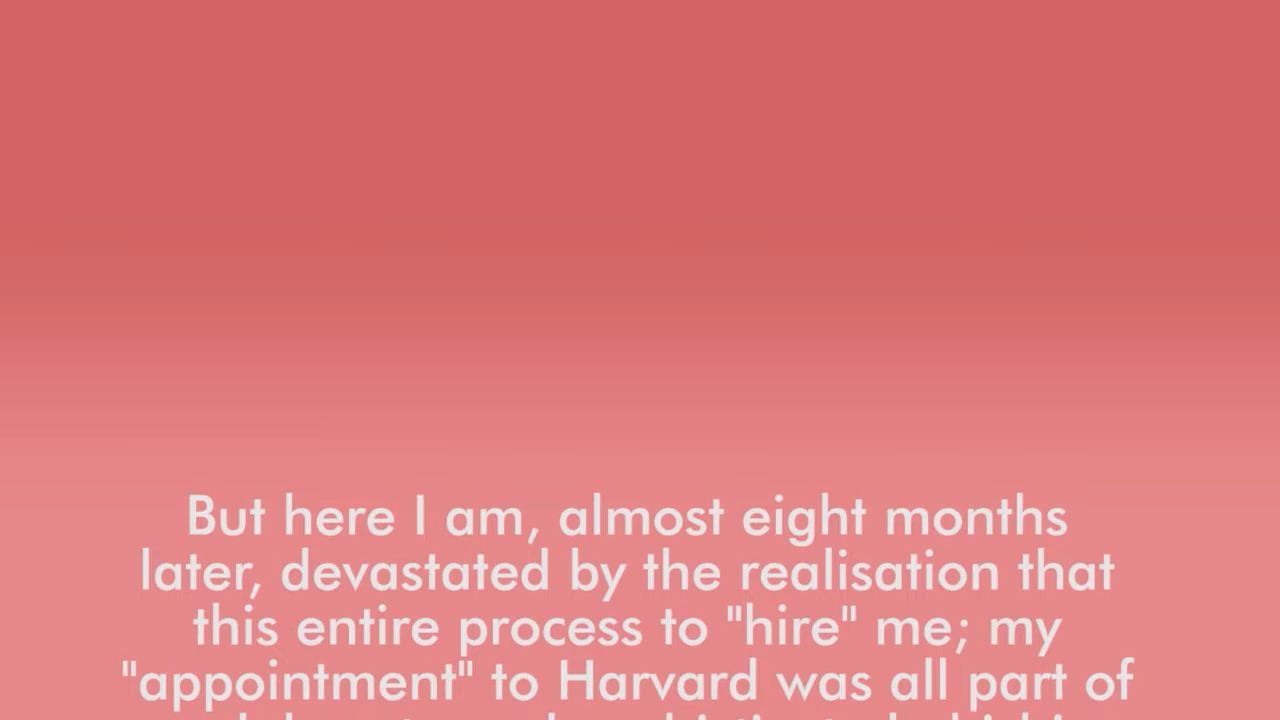 But here I am, almost eight months
later, devastated by the realisation that
this entire process to "hire" me; my
"appointment" to Harvard was all part of